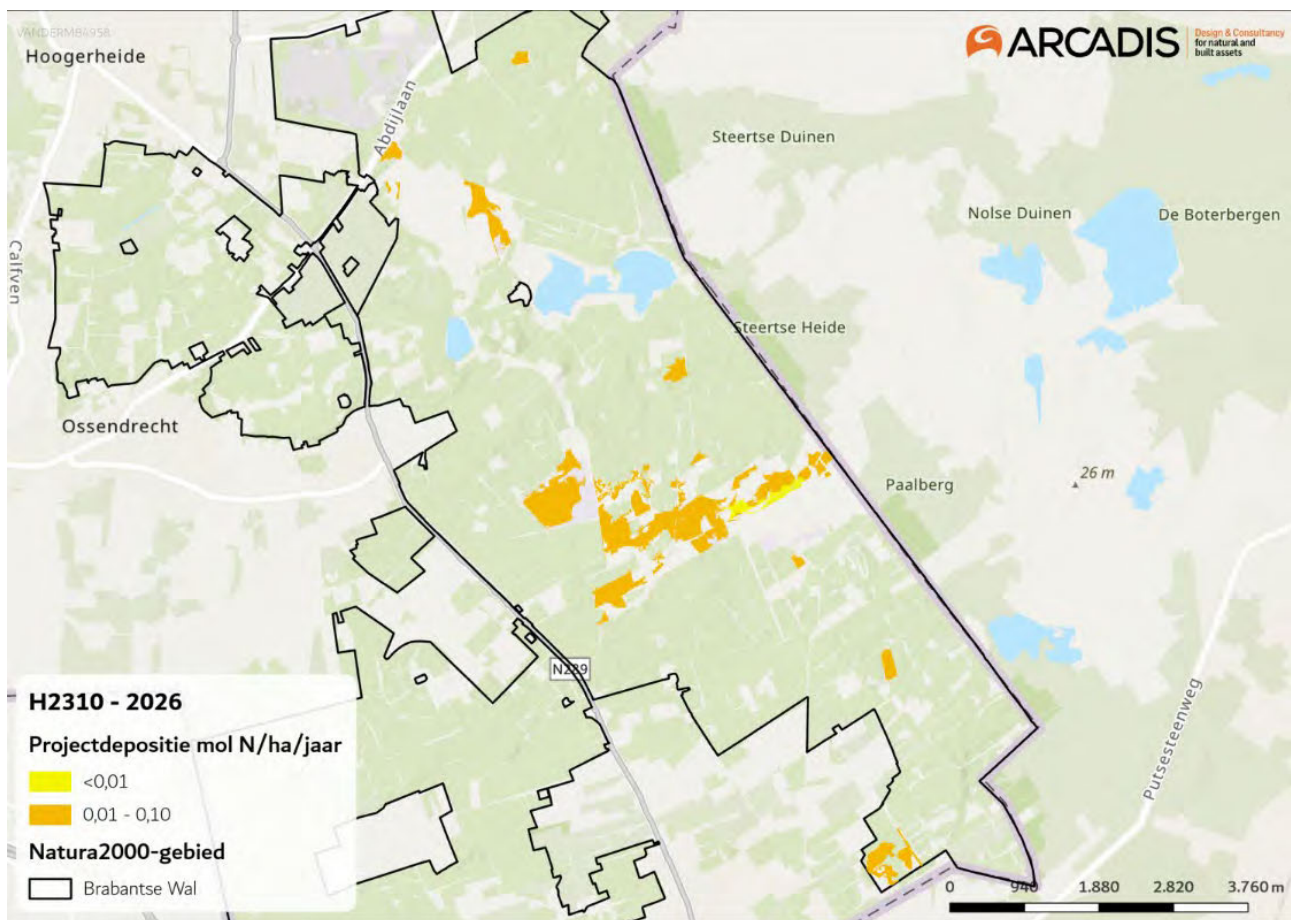 VANDERM8495&
Hoogerheide
ARCADIS
Design & Consultancy
for natural and
built assets
Abdijlaan
Steertse Duinen
Nolse Duinen
De Boterbergen
Calfven
Steertse Heide
Ossendrecht
Paalberg
26 m
N289
Putsesteenweg
H2310 - 2026
Projectdepositie mol N/ha/jaar
<0,01
0,01 - 0,10
Natura2000-gebied
Brabantse Wal
0 940 1.880 2.820 3.760 m